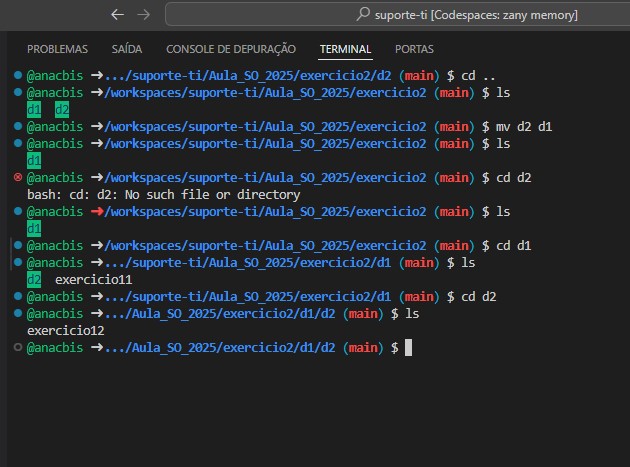 suporte-ti [Codespaces: zany memory]
PROBLEMAS SAÍDA CONSOLE DE DEPURAÇÃO TERMINAL PORTAS
@anacbis ➜ .../suporte-ti/Aula_SO_2025/exercicio2/d2 (main) $ cd ..
@anacbis ➜ /workspaces/suporte-ti/Aula_SO_2025/exercicio2 (main) $ ls
d1 d2
@anacbis ➜ /workspaces/suporte-ti/Aula_SO_2025/exercicio2 (main) $ mv d2 d1
@anacbis ➜ /workspaces/suporte-ti/Aula_SO_2025/exercicio2 (main) $ ls
d1
@anacbis ➜ /workspaces/suporte-ti/Aula_SO_2025/exercicio2 (main) $ cd d2
bash: cd: d2: No such file or directory
@anacbis ➜ /workspaces/suporte-ti/Aula_SO_2025/exercicio2 (main) $ ls
d1
@anacbis ➜ /workspaces/suporte-ti/Aula_SO_2025/exercicio2 (main) $ cd d1
@anacbis ➜ .../suporte-ti/Aula_SO_2025/exercicio2/d1 (main) $ ls
d2 exercicio11
@anacbis ➜ .../suporte-ti/Aula_SO_2025/exercicio2/d1 (main) $ cd d2
@anacbis ➜ .../Aula_SO_2025/exercicio2/d1/d2 (main) $ ls
exercicio12
@anacbis ➜ .../Aula_SO_2025/exercicio2/d1/d2 (main) $